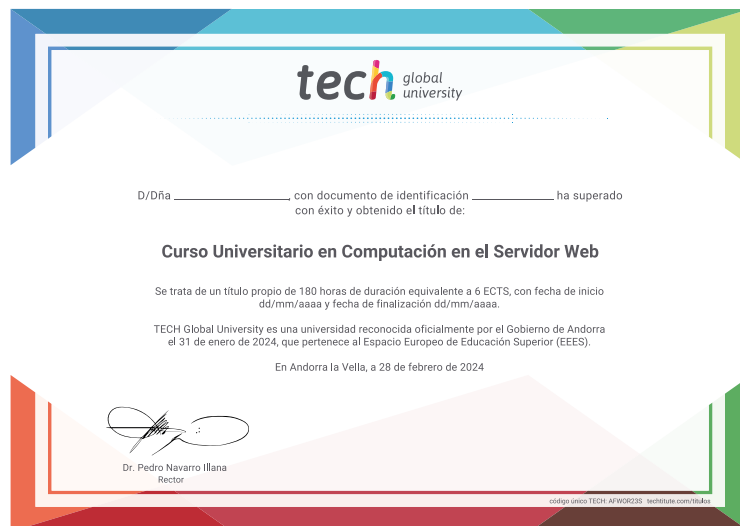 tech global university
D/Dña ______________, con documento de identificación ______________ ha superado
con éxito y obtenido el título de:
Curso Universitario en Computación en el Servidor Web
Se trata de un título propio de 180 horas de duración equivalente a 6 ECTS, con fecha de inicio
dd/mm/aaaa y fecha de finalización dd/mm/aaaa.
TECH Global University es una universidad reconocida oficialmente por el Gobierno de Andorra
el 31 de enero de 2024, que pertenece al Espacio Europeo de Educación Superior (EEES).
En Andorra la Vella, a 28 de febrero de 2024
Dr. Pedro Navarro Illana
Rector
código único TECH: AFWOR23S techtitute.com/titulos